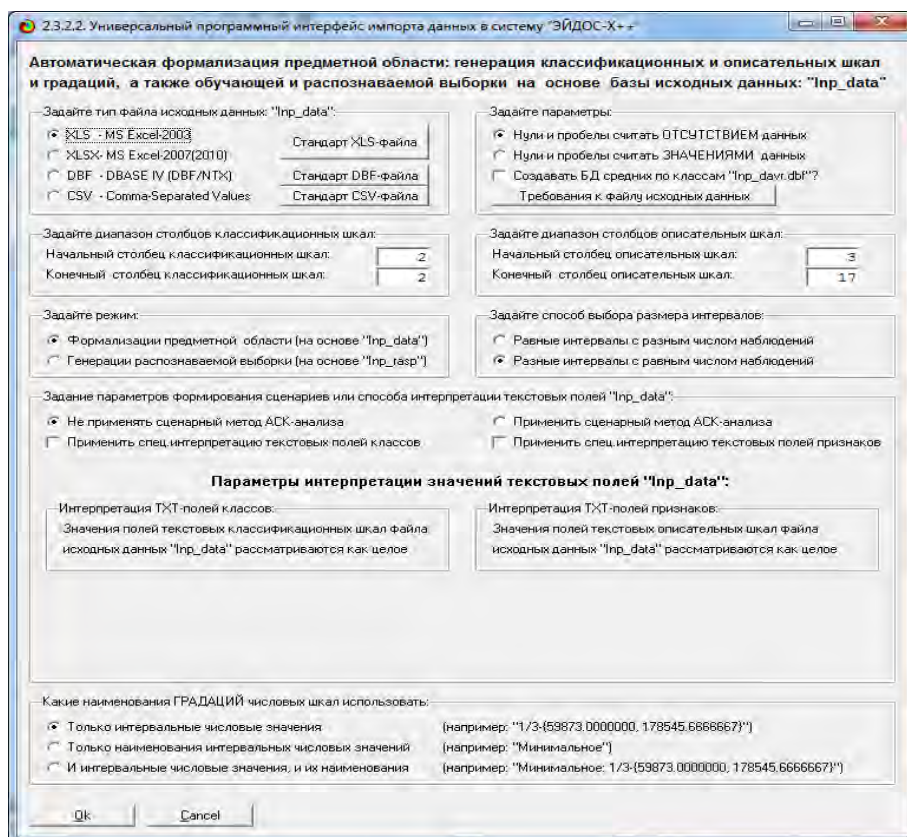 2.3.2.2. Универсальный программный интерфейс импорта данных в систему "ЭЙДОС-X++"
Автоматическая формализация предметной области: генерация классификационных и описательных шкал
и градаций, а также обучающей и распознаваемой выборки на основе базы исходных данных: "Inp_data"
Задайте тип файла исходных данных: "Inp_data":
XLS - MS Excel-2003
XLSX- MS Excel-2007(2010)
DBF - DBASE IV (DBF/NTX)
CSV - Comma-Separated Values
Стандарт XLS-файла
Стандарт DBF-файла
Стандарт CSV-файла
Задайте параметры:
Нули и пробелы считать ОТСУТСТВИЕМ данных
Нули и пробелы считать ЗНАЧЕНИЯМИ данных
Создавать БД средних по классам "Inp_davr.dbf"?
Требования к файлу исходных данных
Задайте диапазон столбцов классификационных шкал:
Начальный столбец классификационных шкал: 2
Конечный столбец классификационных шкал: 2
Задайте диапазон столбцов описательных шкал:
Начальный столбец описательных шкал: 3
Конечный столбец описательных шкал: 17
Задайте режим:
Формализации предметной области (на основе "Inp_data")
Генерации распознаваемой выборки (на основе "Inp_rasp")
Задайте способ выбора размера интервалов:
Равные интервалы с разным числом наблюдений
Разные интервалы с равным числом наблюдений
Задание параметров формирования сценариев или способа интерпретации текстовых полей "Inp_data":
Не применять сценарный метод АСК-анализа
Применить спец.интерпретацию текстовых полей классов
Применить сценарный метод АСК-анализа
Применить спец.интерпретацию текстовых полей признаков
Параметры интерпретации значений текстовых полей "Inp_data":
Интерпретация TXT-полей классов:
Значения полей текстовых классификационных шкал файла
исходных данных "Inp_data" рассматриваются как целое
Интерпретация TXT-полей признаков:
Значения полей текстовых описательных шкал файла
исходных данных "Inp_data" рассматриваются как целое
Какие наименования ГРАДАЦИЙ числовых шкал использовать:
Только интервальные числовые значения (например: "1/3-{59873.0000000, 178545.6666667}")
Только наименования интервальных числовых значений (например: "Минимальное")
И интервальные числовые значения, и их наименования (например: "Минимальное: 1/3-{59873.0000000, 178545.6666667}")
Ok
Cancel